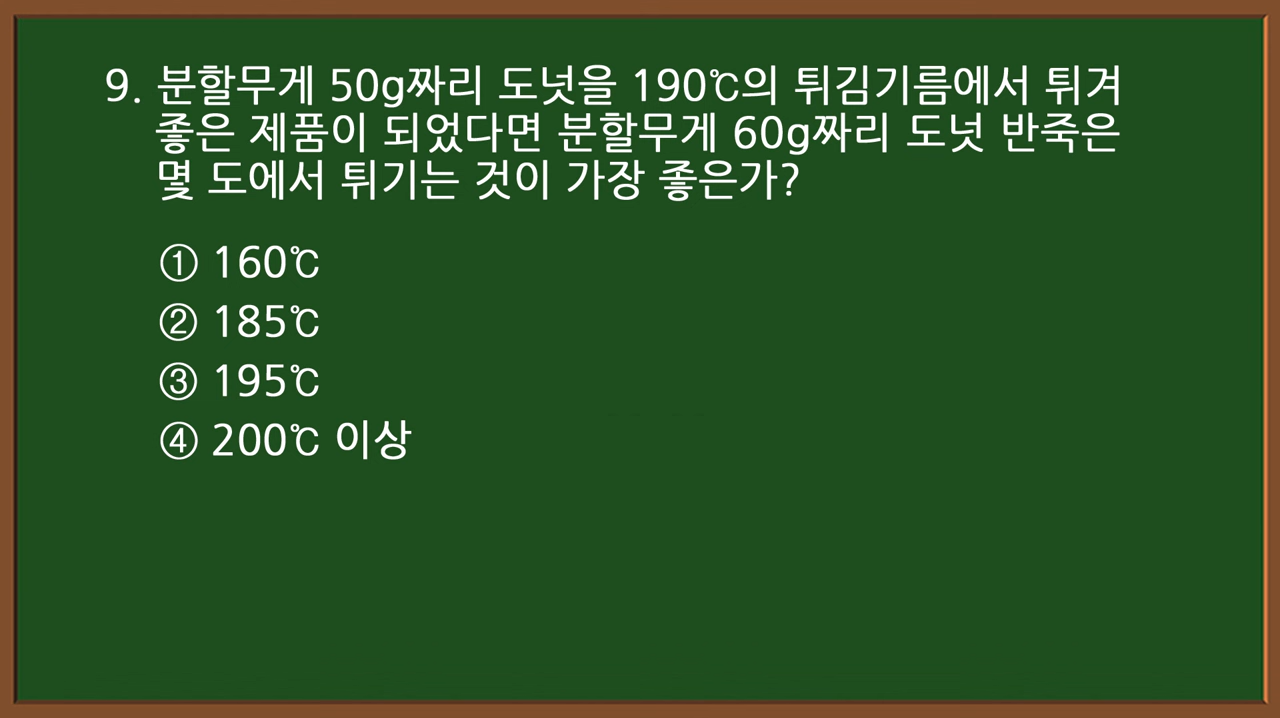 9. 분할무게 50g짜리 도넛을 190℃의 튀김기름에서 튀겨
좋은 제품이 되었다면 분할무게 60g짜리 도넛 반죽은
몇 도에서 튀기는 것이 가장 좋은가?
① 160℃
② 185℃
③ 195℃
④ 200℃ 이상